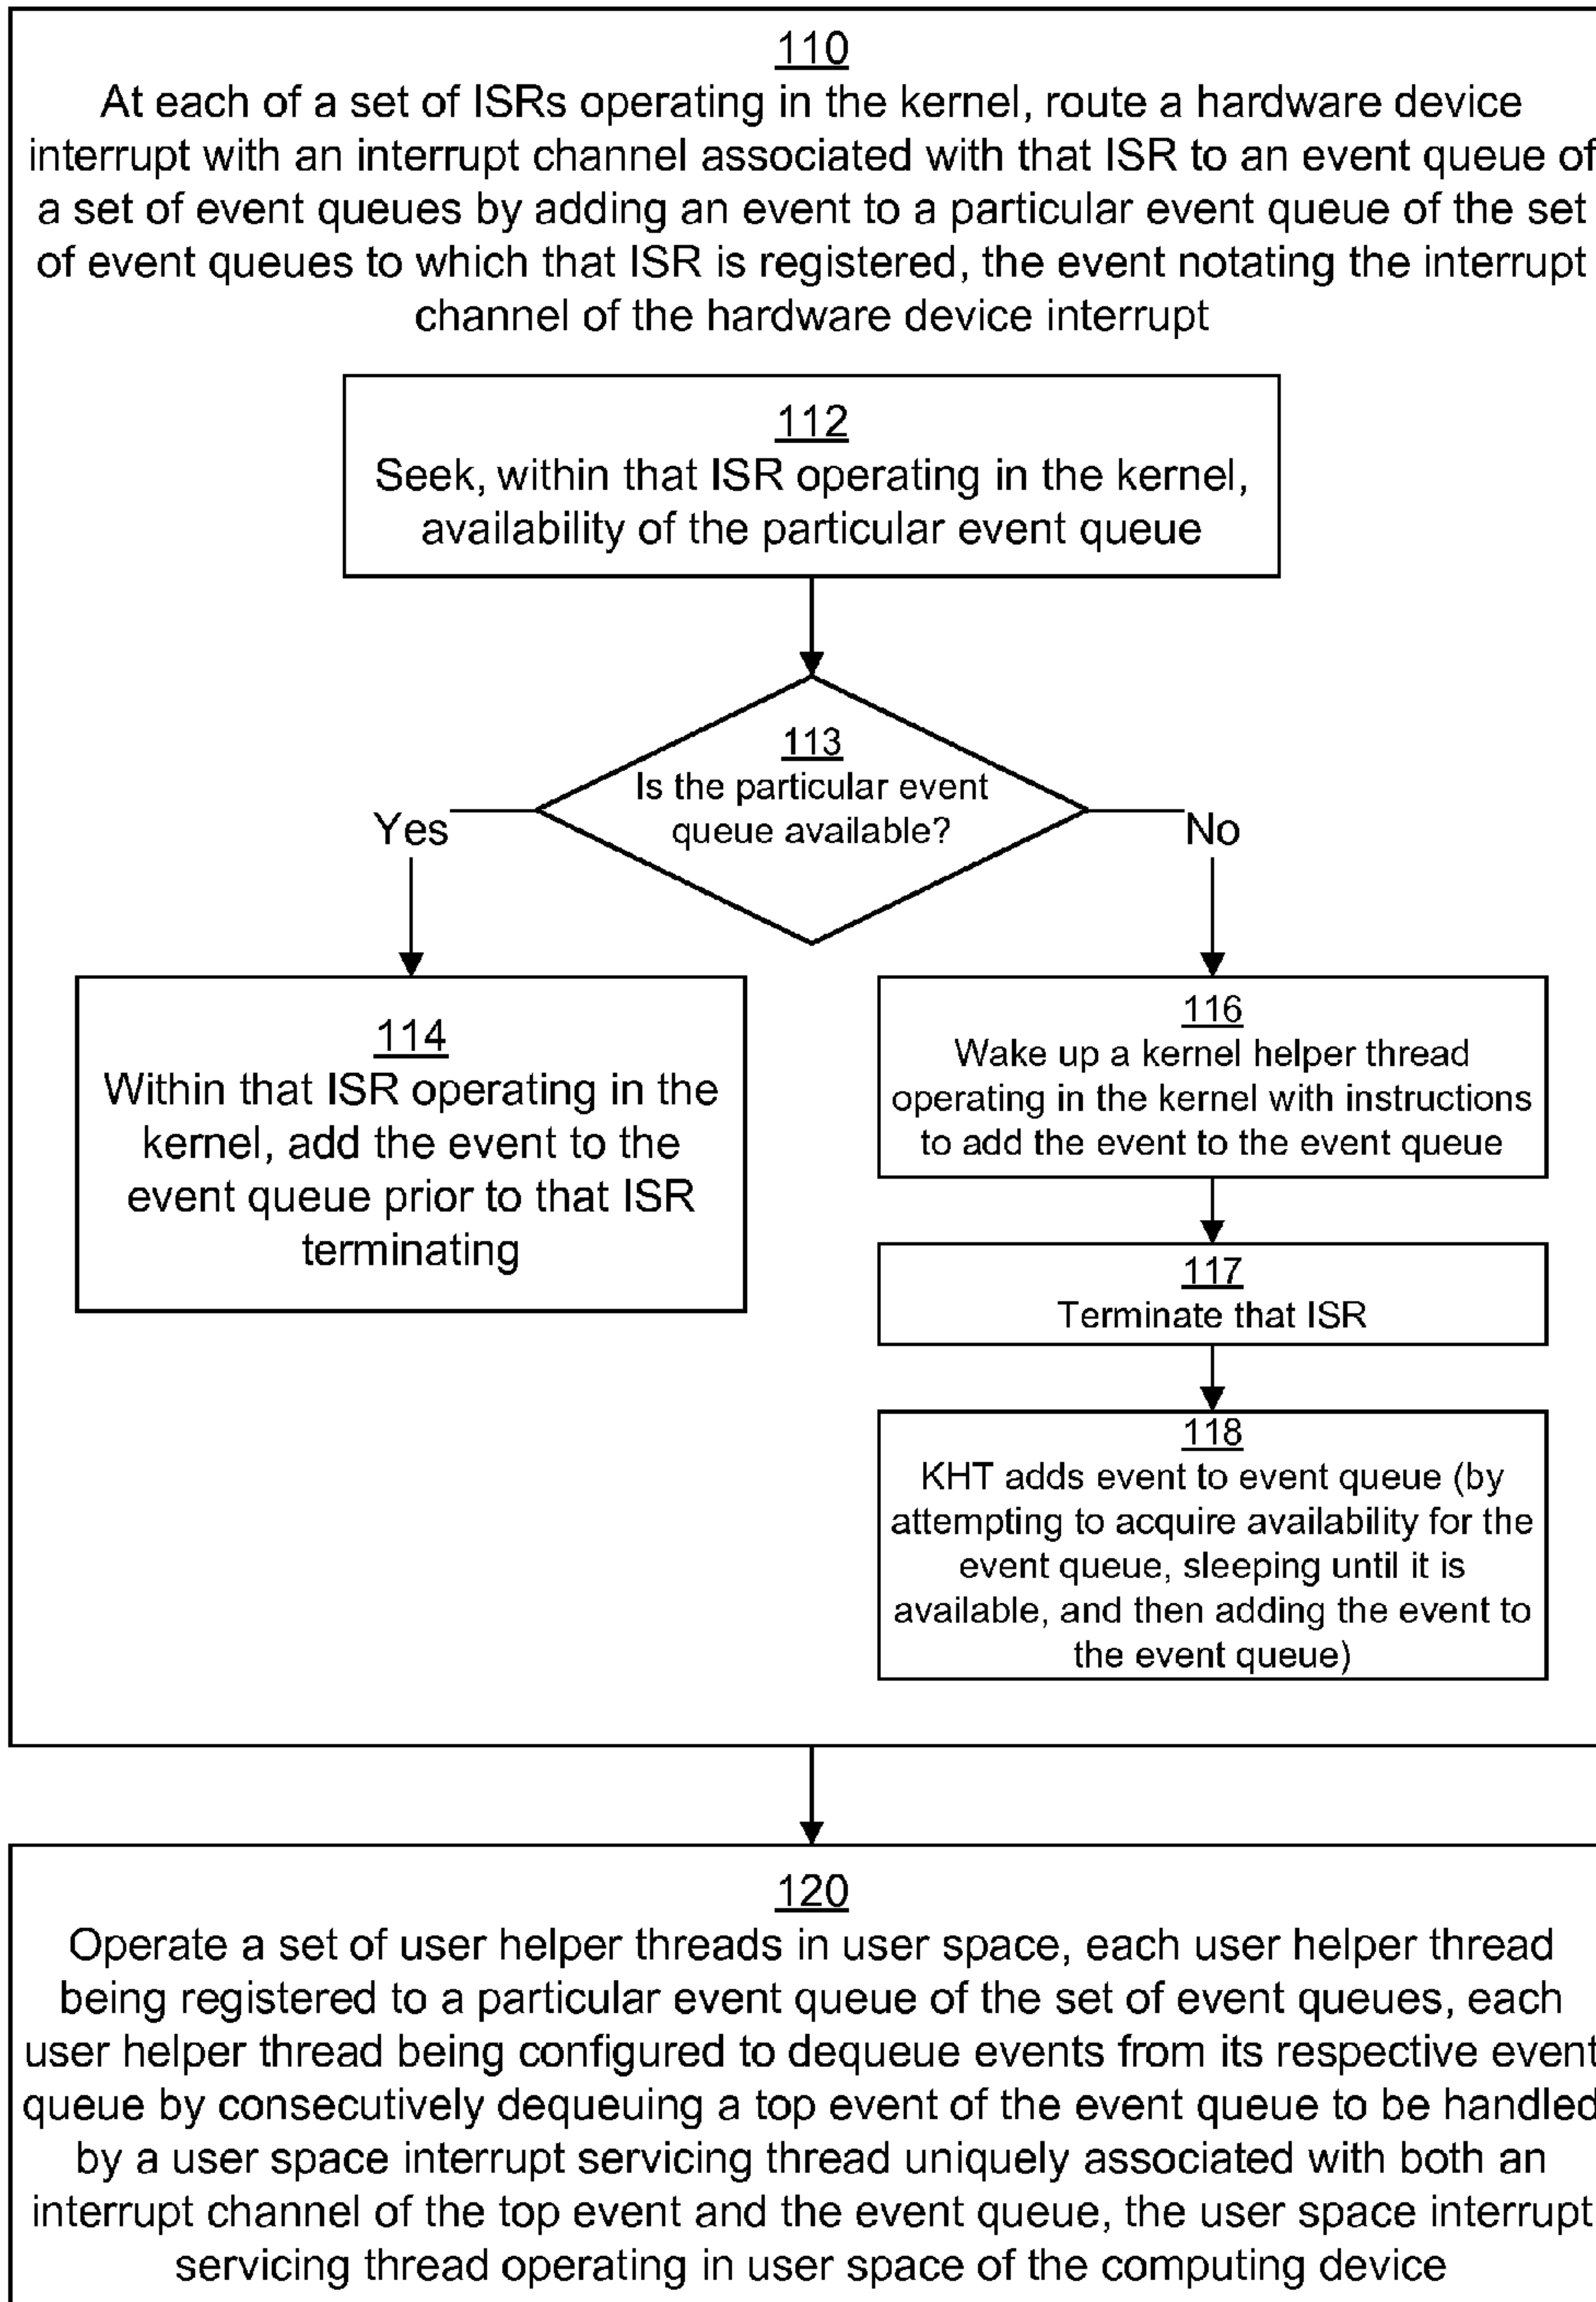 110
At each of a set of ISRs operating in the kernel, route a hardware device
interrupt with an interrupt channel associated with that ISR to an event queue of
a set of event queues by adding an event to a particular event queue of the set
of event queues to which that ISR is registered, the event notating the interrupt
channel of the hardware device interrupt
112
Seek, within that ISR operating in the kernel,
availability of the particular event queue
113
Is the particular event
queue available?
Yes
No
114
Within that ISR operating in the
kernel, add the event to the
event queue prior to that ISR
terminating
116
Wake up a kernel helper thread
operating in the kernel with instructions
to add the event to the event queue
117
Terminate that ISR
118
KHT adds event to event queue (by
attempting to acquire availability for the
event queue, sleeping until it is
available, and then adding the event to
the event queue)
120
Operate a set of user helper threads in user space, each user helper thread
being registered to a particular event queue of the set of event queues, each
user helper thread being configured to dequeue events from its respective event
queue by consecutively dequeuing a top event of the event queue to be handled
by a user space interrupt servicing thread uniquely associated with both an
interrupt channel of the top event and the event queue, the user space interrupt
servicing thread operating in user space of the computing device